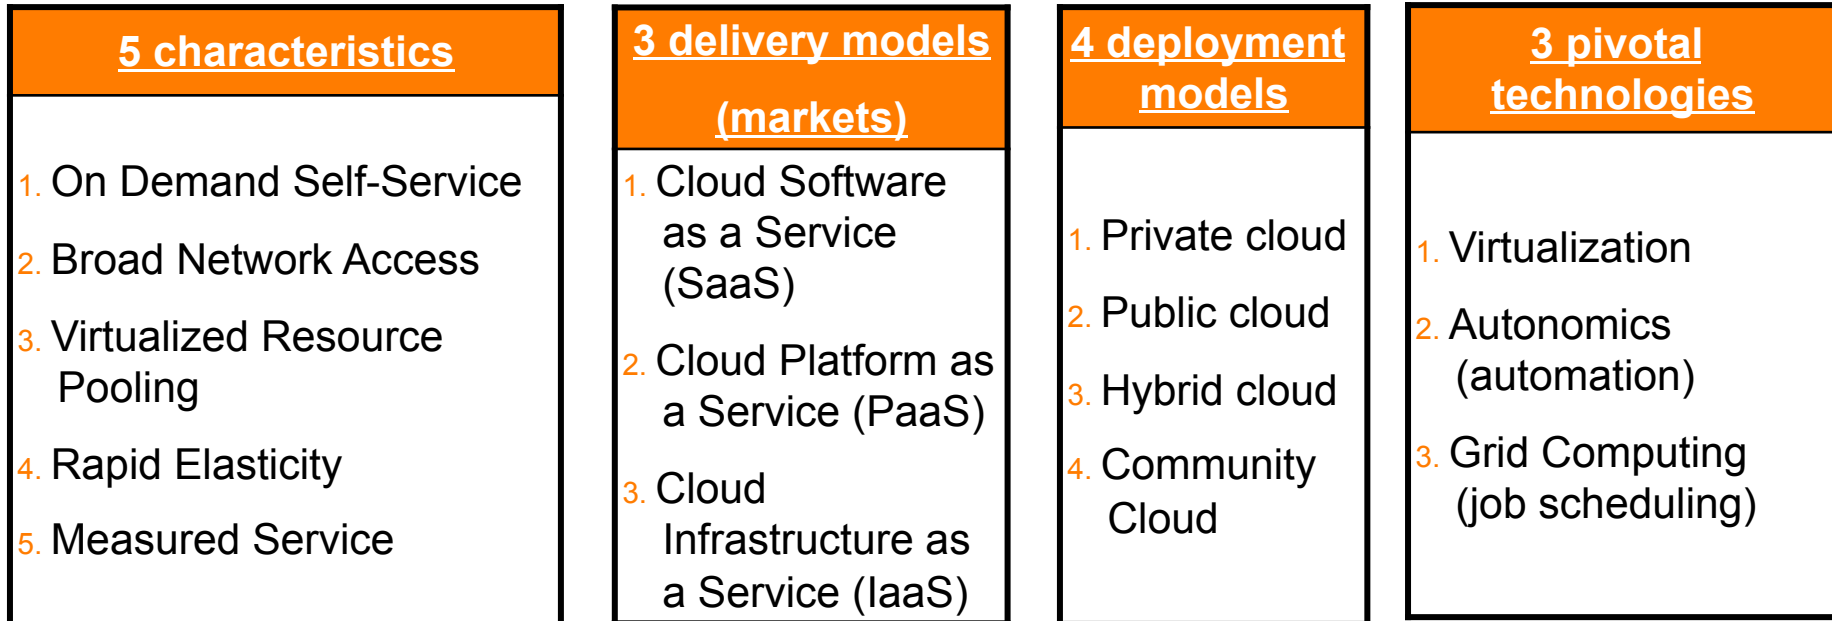 5 characteristics
1. On Demand Self-Service
2. Broad Network Access
3. Virtualized Resource
Pooling
4. Rapid Elasticity
5. Measured Service
3 delivery models
(markets)
1. Cloud Software
as a Service
(SaaS)
2. Cloud Platform as
a Service (PaaS)
3. Cloud
Infrastructure as
a Service (IaaS)
4 deployment
models
1. Private cloud
2. Public cloud
3. Hybrid cloud
4. Community
Cloud
3 pivotal
technologies
1. Virtualization
2. Autonomics
(automation)
3. Grid Computing
(job scheduling)